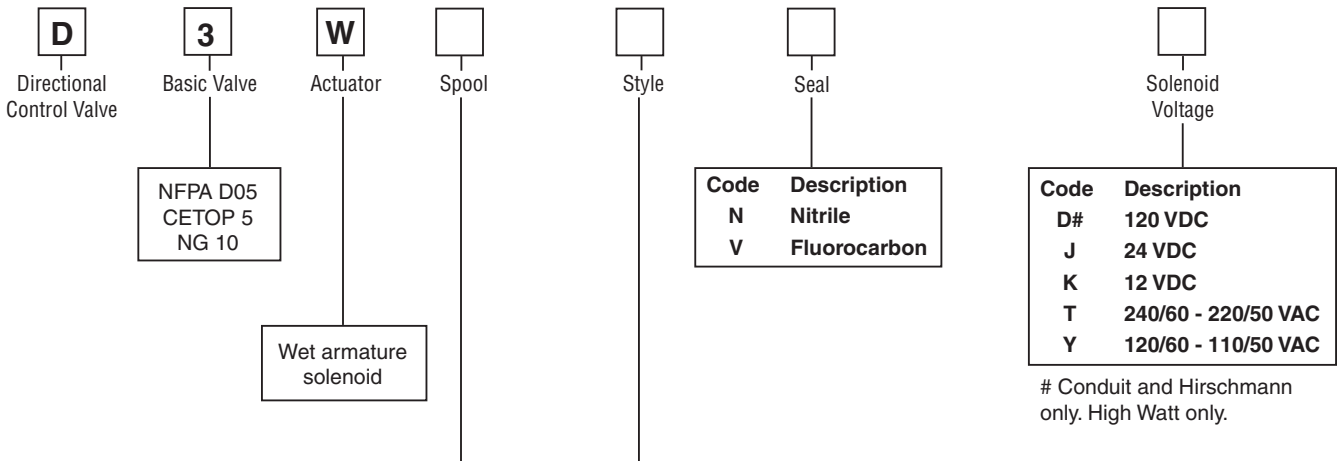 D 3 W
Directional
Control Valve
Basic Valve
Actuator
Spool
Style
Seal
Solenoid
Voltage
NFPA D05
CETOP 5
NG 10
Wet armature
solenoid
Code Description
N Nitrile
V Fluorocarbon
Code Description
D# 120 VDC
J 24 VDC
K 12 VDC
T 240/60 - 220/50 VAC
Y 120/60 - 110/50 VAC
# Conduit and Hirschmann
only. High Watt only.